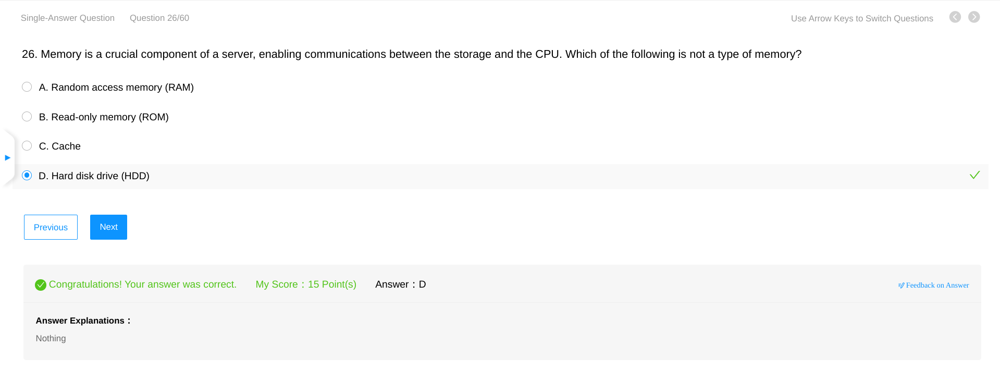 Single-Answer Question Question 26/60 Use Arrow Keys to Switch Questions
26. Memory is a crucial component of a server, enabling communications between the storage and the CPU. Which of the following is not a type of memory?
A. Random access memory (RAM)
B. Read-only memory (ROM)
C. Cache
D. Hard disk drive (HDD)
Previous Next
Congratulations! Your answer was correct. My Score：15 Point(s) Answer：D Feedback on Answer
Answer Explanations：
Nothing